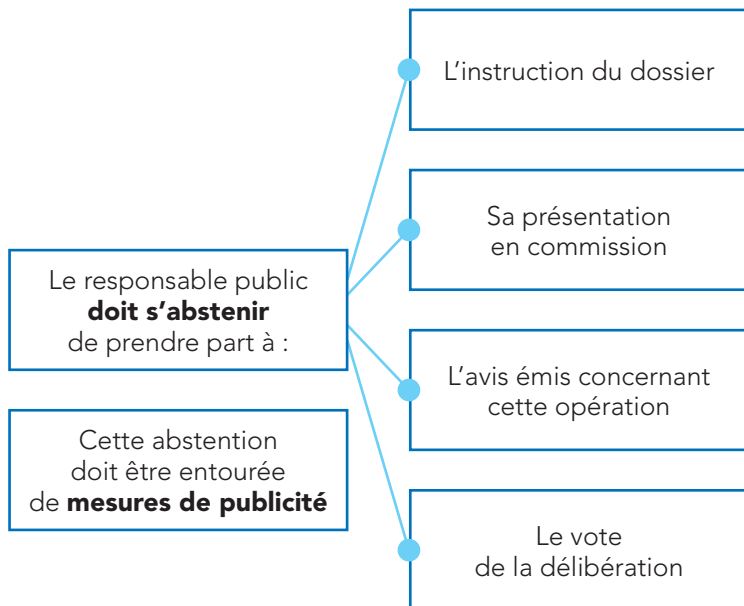 Le responsable public
doit s’abstenir
de prendre part à :
Cette abstention
doit être entourée
de mesures de publicité
L’instruction du dossier
Sa présentation
en commission
L’avis émis concernant
cette opération
Le vote
de la délibération